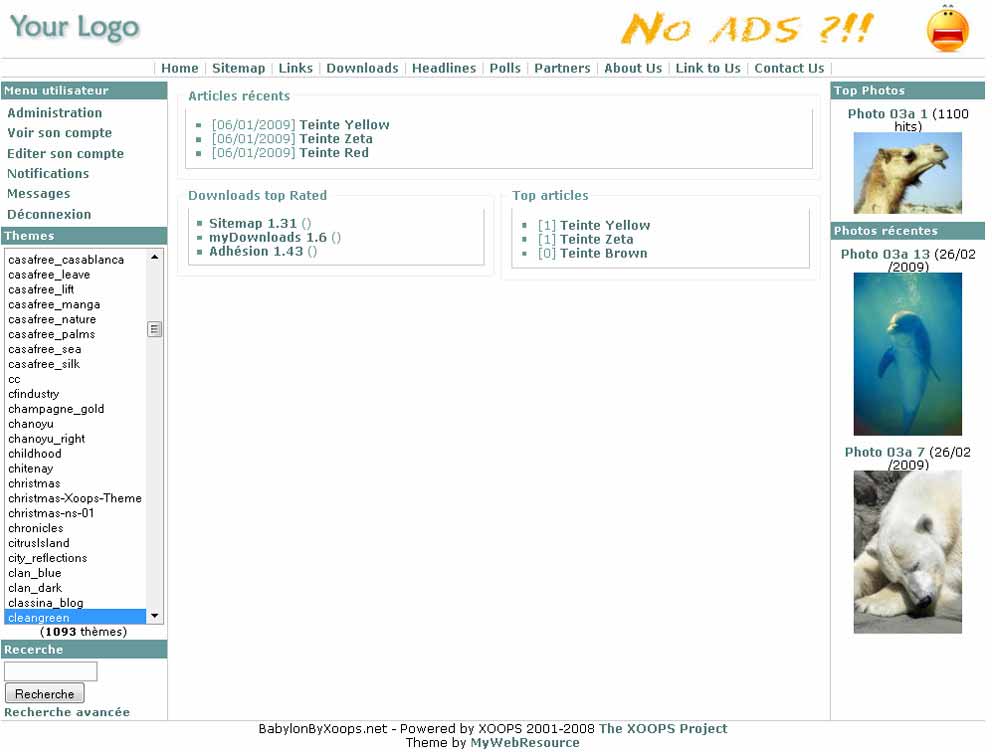 Your Logo
No ADS ?!!
Home | Sitemap | Links | Downloads | Headlines | Polls | Partners | About Us | Link to Us | Contact Us
Menu utilisateur
Administration
Voir son compte
Editer son compte
Notifications
Messages
Déconnexion
Themes
casafree_casablanca
casafree_leave
casafree_lift
casafree_manga
casafree_nature
casafree_palms
casafree_sea
casafree_silk
cc
cfindustry
champagne_gold
chanoyu
chanoyu_right
childhood
chitenay
christmas
christmas-Xoops-Theme
christmas-ns-01
chronicles
citrusIsland
city_reflections
clan_blue
clan_dark
classina_blog
cleangreen
(1093 thèmes)
Recerche
Recherche
Recherche avancée
Articles récents
[06/01/2009] Teinte Yellow
[06/01/2009] Teinte Zeta
[06/01/2009] Teinte Red
Downloads top Rated
Sitemap 1.31 ()
myDownloads 1.6 ()
Adhésion 1.43 ()
Top articles
[1] Teinte Yellow
[1] Teinte Zeta
[0] Teinte Brown
Top Photos
Photo 03a 1 (1100
hits)
Photos récentes
Photo 03a 13 (26/02
/2009)
Photo 03a 7 (26/02
/2009)
BabylonByXoops.net - Powered by XOOPS 2001-2008 The XOOPS Project
Theme by MyWebResource